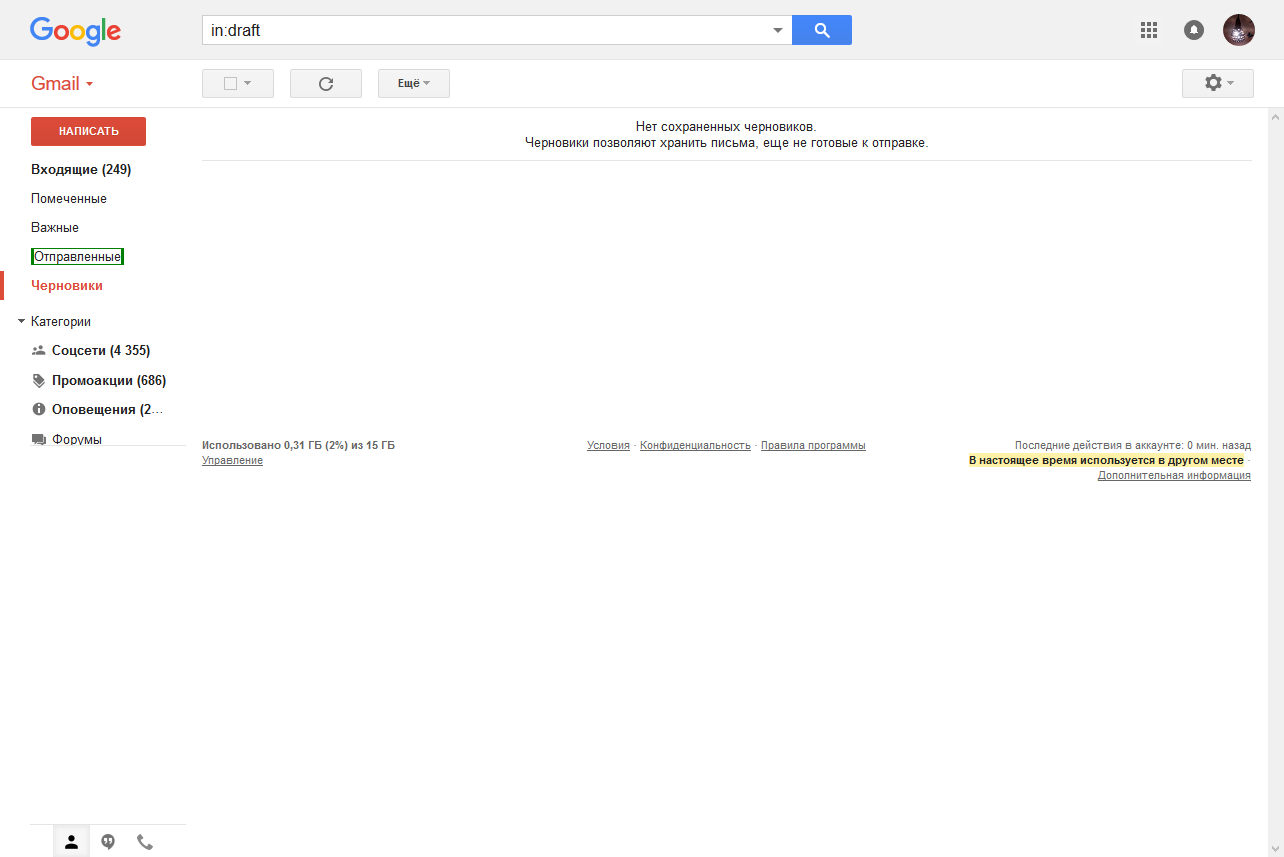 Google
in:draft
Gmail
Ещё
НАПИСАТЬ
Нет сохраненных черновиков.
Черновики позволяют хранить письма, еще не готовые к отправке.
Входящие (249)
Помеченные
Важные
Отправленные
Черновики
Категории
Соцсети (4 355)
Промоакции (686)
Оповещения (2…
Форумы
Использовано 0,31 ГБ (2%) из 15 ГБ
Управление
Условия · Конфиденциальность · Правила программы
Последние действия в аккаунте: 0 мин. назад
В настоящее время используется в другом месте ·
Дополнительная информация